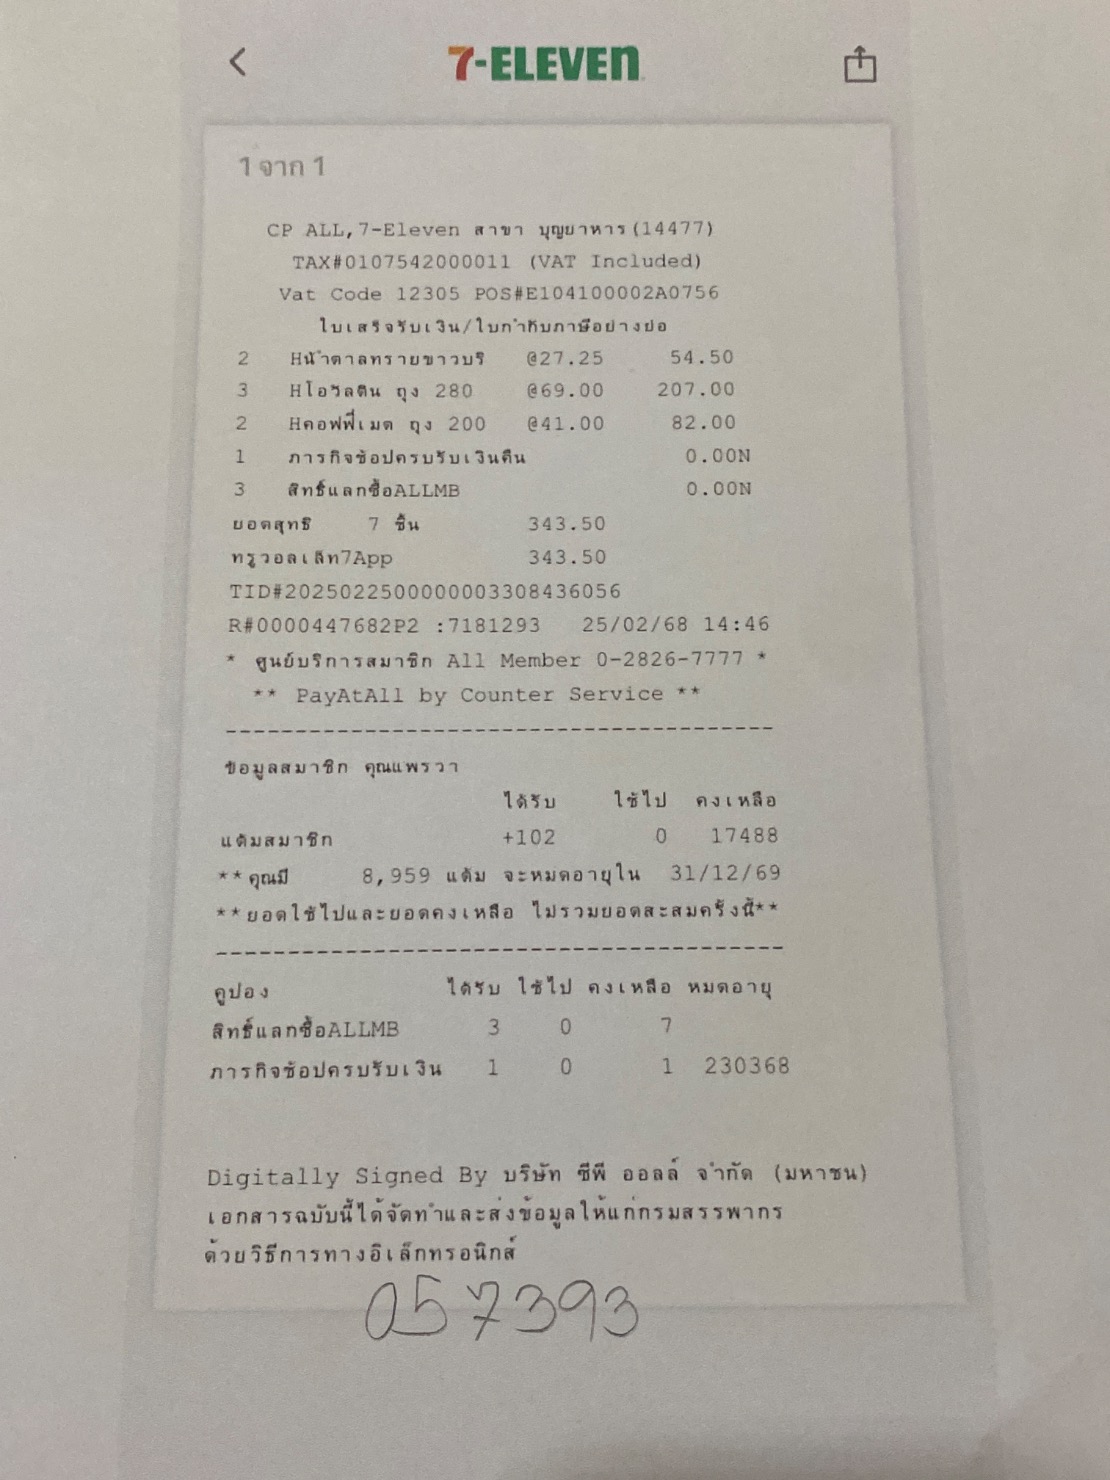 7-ELEVEN
1 จาก 1
CP ALL,7-Eleven สาขา บุญยาหาร(14477)
TAX#0107542000011 (VAT Included)
Vat Code 12305 POS#E104100002A0756
ใบเสร็จรับเงิน/ใบกำกับภาษีอย่างย่อ
2 Hน้ำตาลทรายขาวบริ @27.25 54.50
3 Hโอวัลติน ถุง 280 @69.00 207.00
2 Hคอฟฟี่เมต ถุง 200 @41.00 82.00
1 ภารกิจช้อปครบรับเงินคืน 0.00N
3 สิทธิ์แลกซื้อALLMB 0.00N
ยอดสุทธิ 7 ชิ้น 343.50
ทรูวอลเล็ท7App 343.50
TID#2025022500000003308436056
R#0000447682P2 :7181293 25/02/68 14:46
* ศูนย์บริการสมาชิก All Member 0-2826-7777 *
** PayAtAll by Counter Service **
ข้อมูลสมาชิก คุณแพรวา
ได้รับ ใช้ไป คงเหลือ
แต้มสมาชิก +102 0 17488
**คุณมี 8,959 แต้ม จะหมดอายุใน 31/12/69
**ยอดใช้ไปและยอดคงเหลือ ไม่รวมยอดสะสมครั้งนี้**
คูปอง ได้รับ ใช้ไป คงเหลือ หมดอายุ
สิทธิ์แลกซื้อALLMB 3 0 7
ภารกิจช้อปครบรับเงิน 1 0 1 230368
Digitally Signed By บริษัท ซีพี ออลล์ จำกัด (มหาชน)
เอกสารฉบับนี้ได้จัดทำและส่งข้อมูลให้แก่กรมสรรพากร
ด้วยวิธีการทางอิเล็กทรอนิกส์
057393